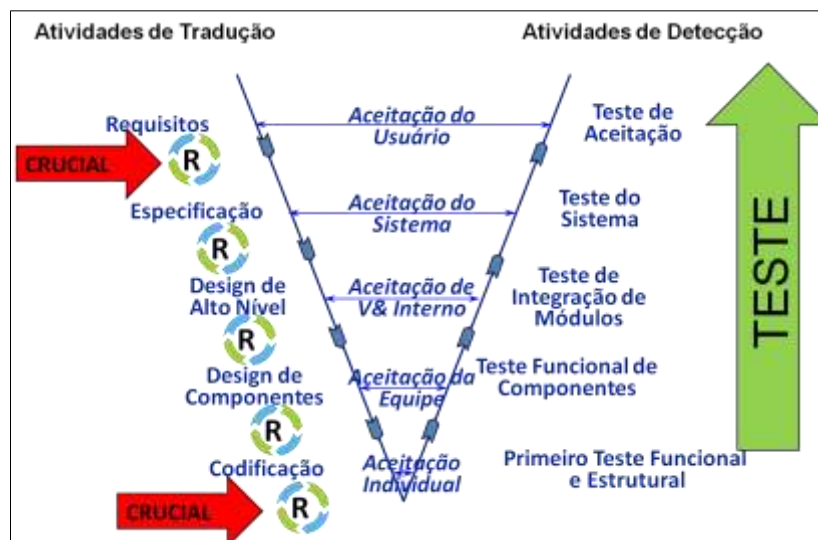 Atividades de Tradução
Atividades de Detecção
Requisitos
Aceitação do
Usuário
Teste de
Aceitação
CRUCIAL
R
Especificação
Aceitação do
Sistema
Teste do
Sistema
R
Design de
Alto Nível
Aceitação de
V& Interno
Teste de
Integração de
Módulos
R
Design de
Componentes
Aceitação da
Equipe
Teste Funcional de
Componentes
R
Codificação
Aceitação
Individual
Primeiro Teste Funcional
e Estrutural
CRUCIAL
R
TESTE